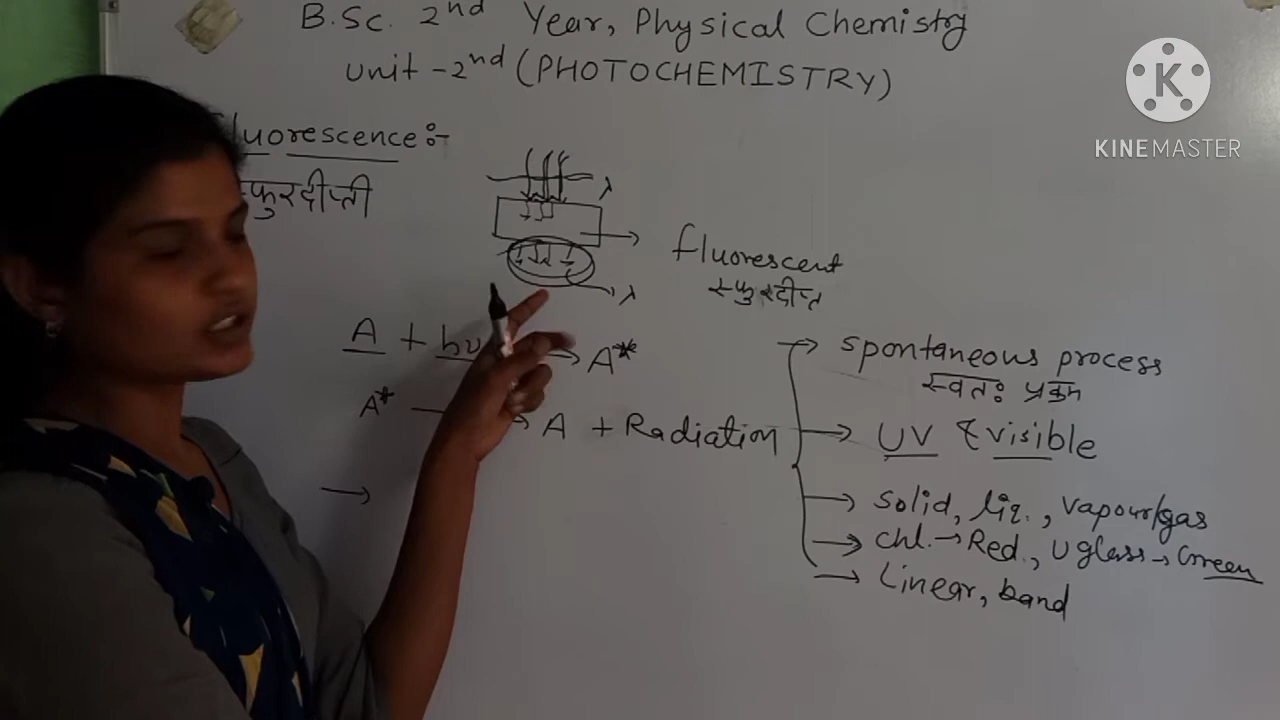 B.Sc. 2nd Year, Physical Chemistry
Unit-2nd (PHOTOCHEMISTRY)
K
KINEMASTER
Fluorescence:-
स्फुरदीप्ती
λ
fluorescent
स्फुरदीप्त
λ
A + hν → A*
A* → A + Radiation
→ spontaneous process
स्वतः प्रक्रम
→ UV & visible
→ Solid, liq., vapour/gas
→ Chl. → Red., U glass → Green
→ Linear, band
→